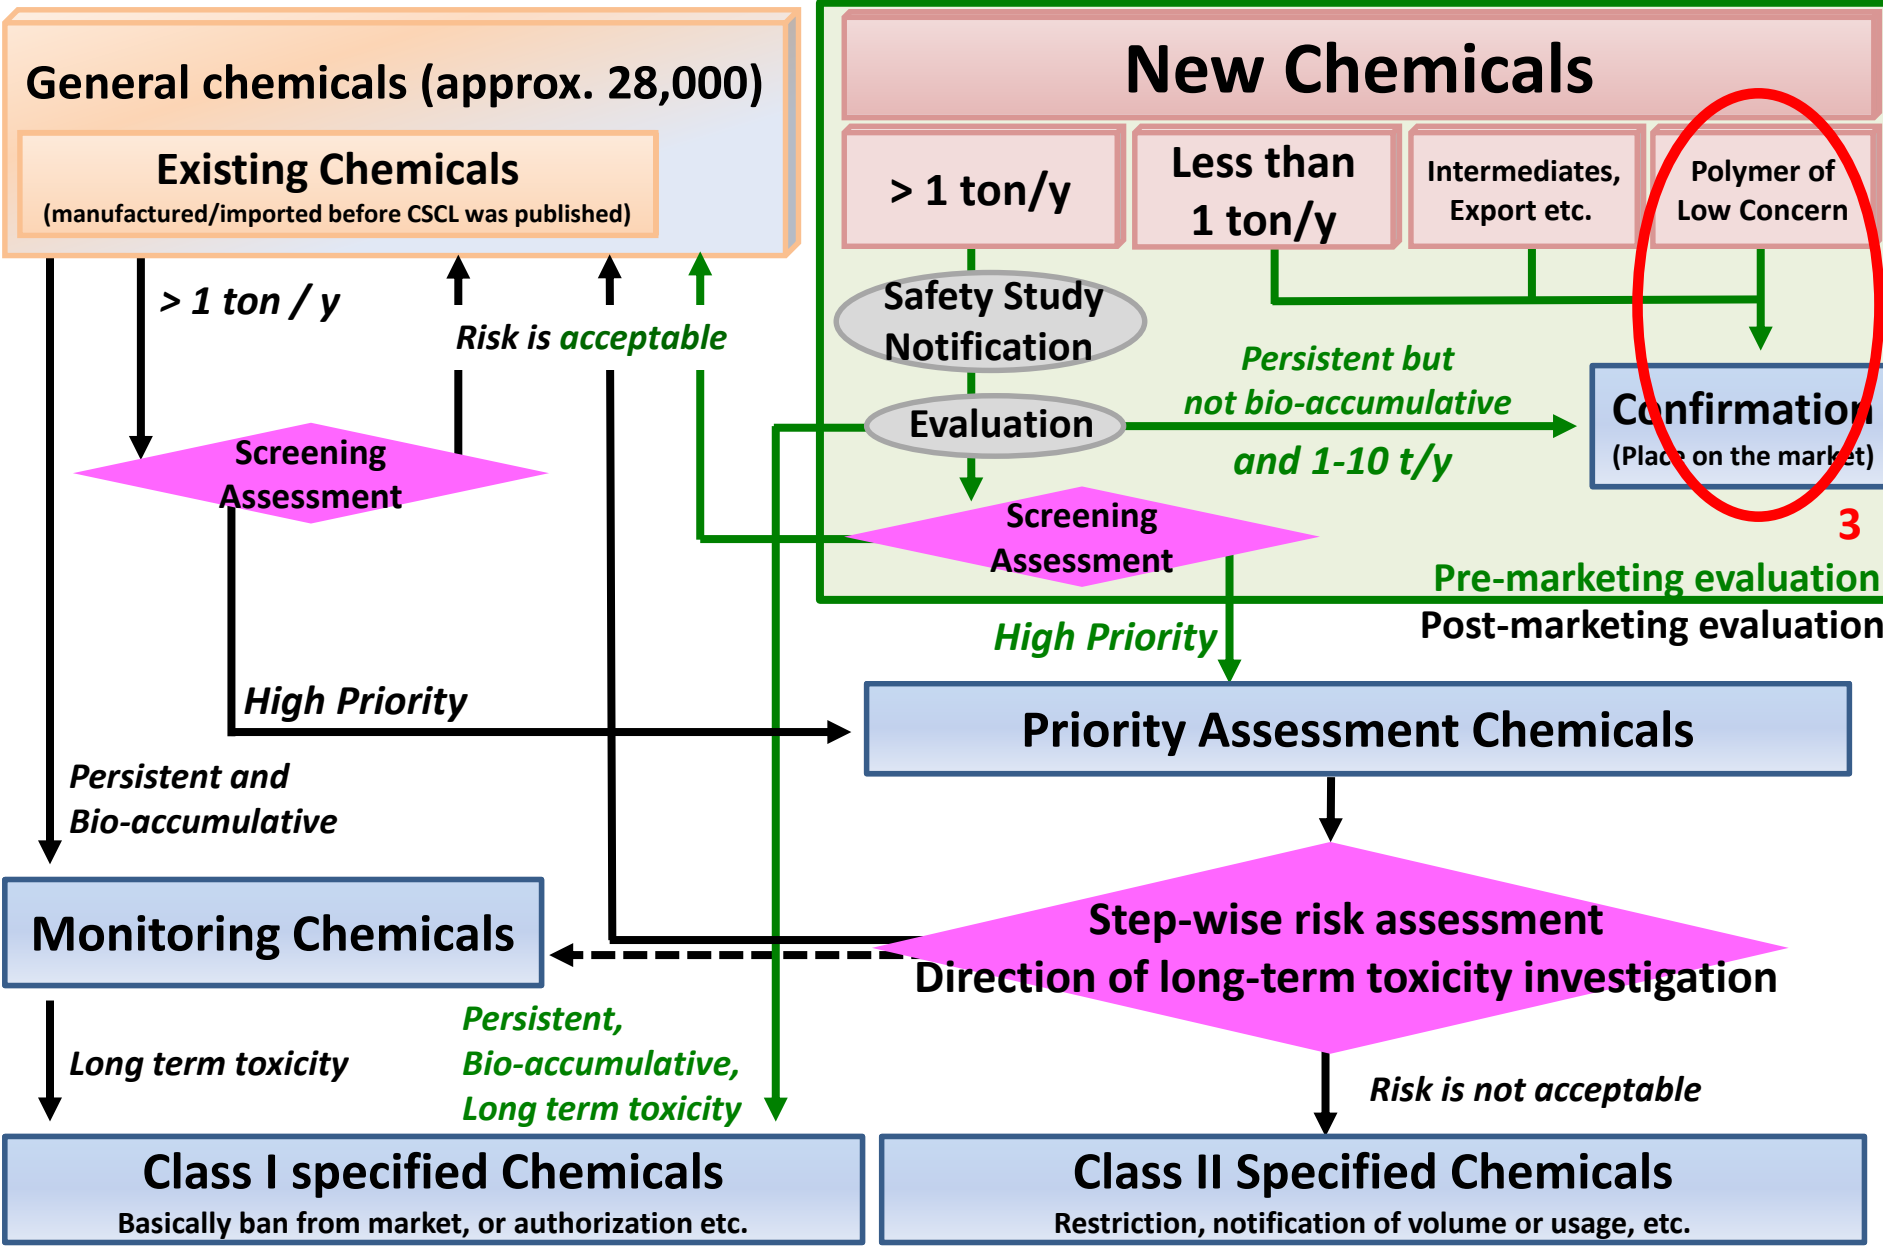 General chemicals (approx. 28,000)
Existing Chemicals
(manufactured/imported before CSCL was published)
New Chemicals
> 1 ton/y
Less than
1 ton/y
Intermediates,
Export etc.
Polymer of
Low Concern
> 1 ton / y
Risk is acceptable
Safety Study
Notification
Evaluation
Persistent but
not bio-accumulative
and 1-10 t/y
Confirmation
(Place on the market)
3
Screening
Assessment
Screening
Assessment
Pre-marketing evaluation
Post-marketing evaluation
High Priority
High Priority
Priority Assessment Chemicals
Persistent and
Bio-accumulative
Monitoring Chemicals
Step-wise risk assessment
Direction of long-term toxicity investigation
Long term toxicity
Persistent,
Bio-accumulative,
Long term toxicity
Risk is not acceptable
Class I specified Chemicals
Basically ban from market, or authorization etc.
Class II Specified Chemicals
Restriction, notification of volume or usage, etc.